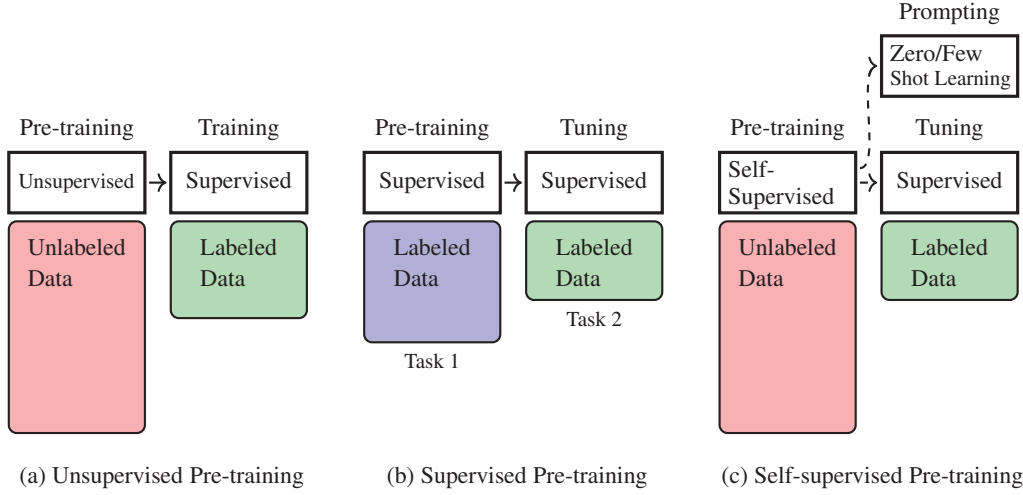 Pre-training
Training
Unsupervised
Supervised
Unlabeled
Data
Labeled
Data
(a) Unsupervised Pre-training
Pre-training
Tuning
Supervised
Supervised
Labeled
Data
Labeled
Data
Task 1
Task 2
(b) Supervised Pre-training
Prompting
Zero/Few
Shot Learning
Pre-training
Tuning
Self-
Supervised
Supervised
Unlabeled
Data
Labeled
Data
(c) Self-supervised Pre-training